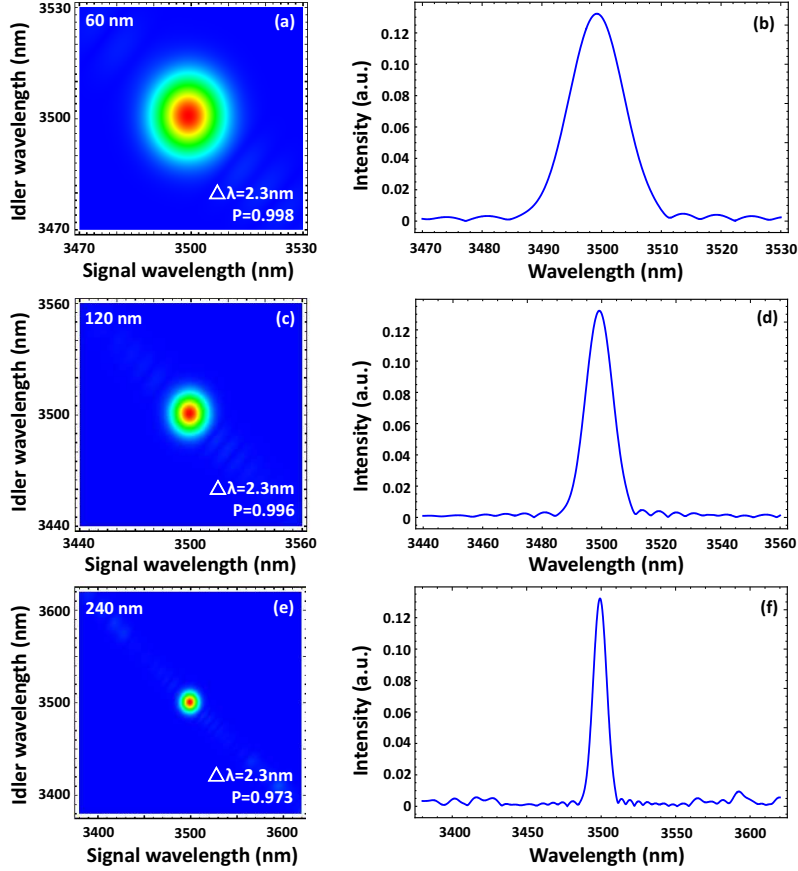 60 nm
(a)
Idler wavelength (nm)
3530
3500
3470
△λ=2.3nm
P=0.998
3470
3500
3530
Signal wavelength (nm)
(b)
Intensity (a.u.)
0.12
0.10
0.08
0.06
0.04
0.02
0
3470 3480 3490 3500 3510 3520 3530
Wavelength (nm)
120 nm
(c)
Idler wavelength (nm)
3560
3500
3440
△λ=2.3nm
P=0.996
3440
3500
3560
Signal wavelength (nm)
(d)
Intensity (a.u.)
0.12
0.10
0.08
0.06
0.04
0.02
0
3440 3460 3480 3500 3520 3540 3560
Wavelength (nm)
240 nm
(e)
Idler wavelength (nm)
3600
3500
3400
△λ=2.3nm
P=0.973
3400
3500
3600
Signal wavelength (nm)
(f)
Intensity (a.u.)
0.12
0.10
0.08
0.06
0.04
0.02
0
3400 3450 3500 3550 3600
Wavelength (nm)